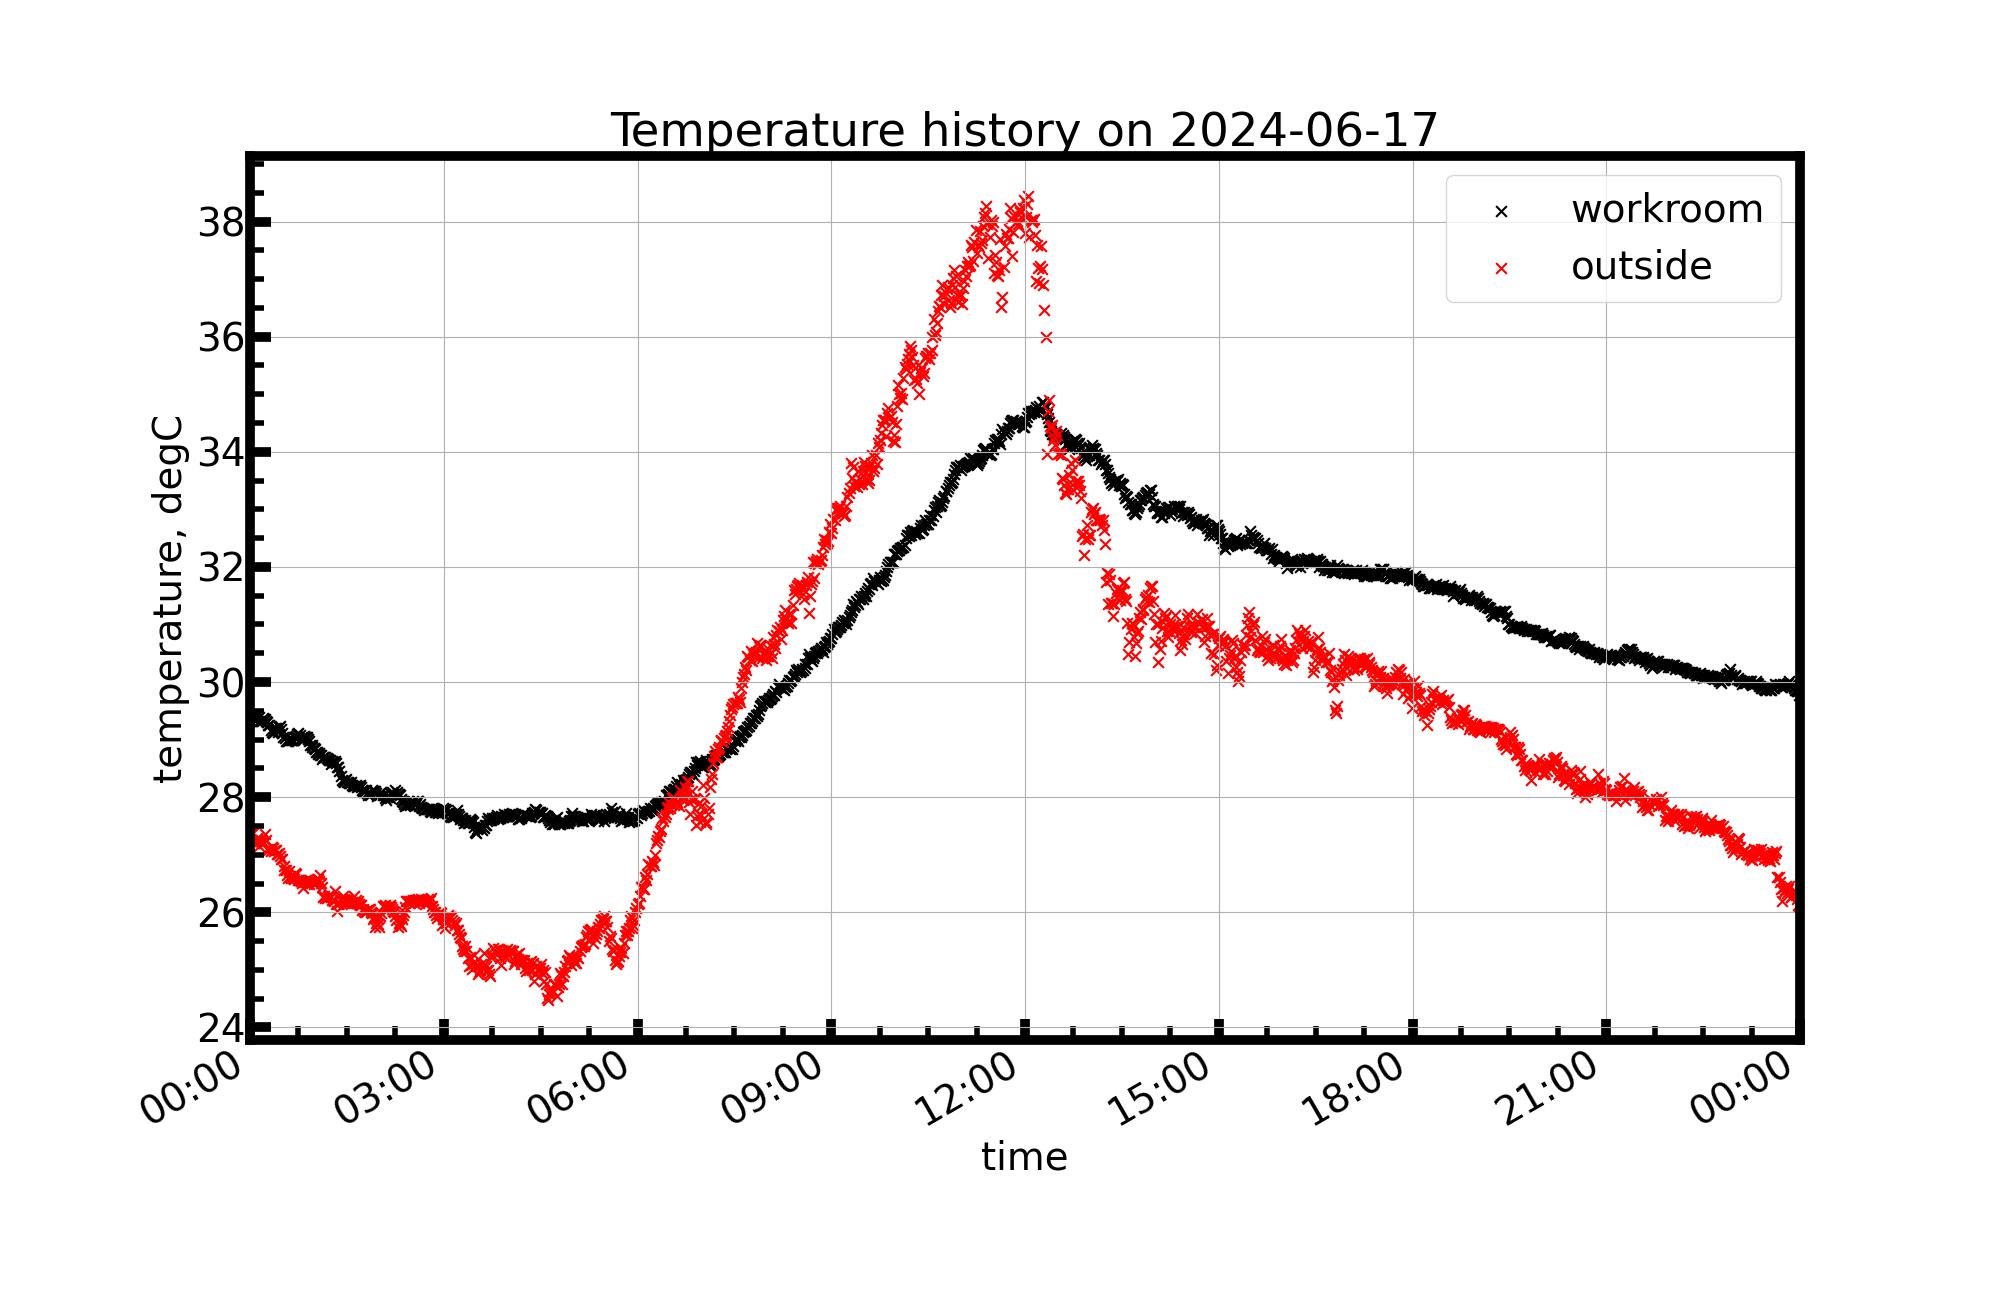 Temperature history on 2024-06-17
workroom
outside
temperature, degC
38
36
34
32
30
28
26
24
00:00 03:00 06:00 09:00 12:00 15:00 18:00 21:00 00:00
time